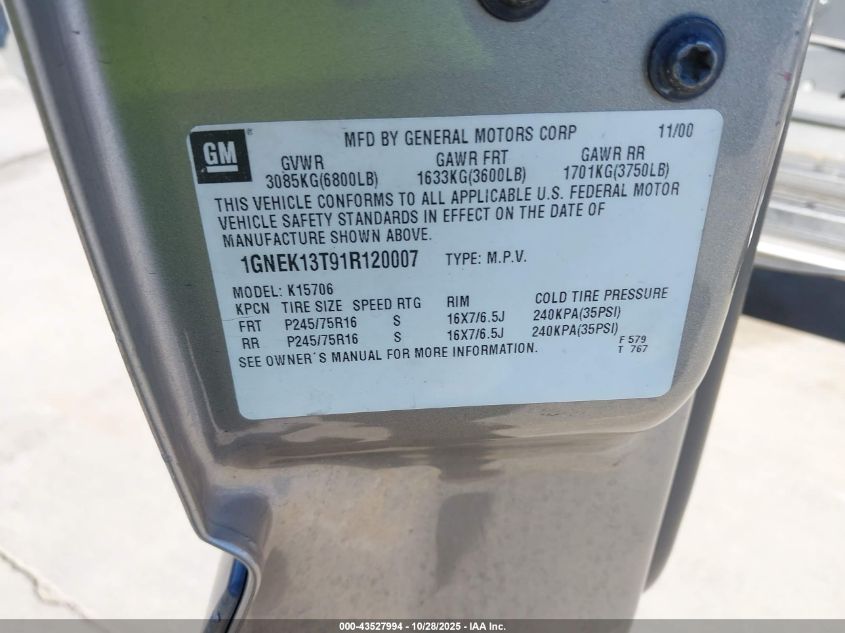 GM ® MFD BY GENERAL MOTORS CORP 11/00
GVWR GAWR FRT GAWR RR
3085KG(6800LB) 1633KG(3600LB) 1701KG(3750LB)
THIS VEHICLE CONFORMS TO ALL APPLICABLE U.S. FEDERAL MOTOR
VEHICLE SAFETY STANDARDS IN EFFECT ON THE DATE OF
MANUFACTURE SHOWN ABOVE.
1GNEK13T91R120007 TYPE: M.P.V.
MODEL: K15706
KPCN TIRE SIZE SPEED RTG RIM COLD TIRE PRESSURE
FRT P245/75R16 S 16X7/6.5J 240KPA(35PSI)
RR P245/75R16 S 16X7/6.5J 240KPA(35PSI)
SEE OWNER'S MANUAL FOR MORE INFORMATION. F 579
T 767
000-43527994 | 10/28/2025 - IAA Inc.